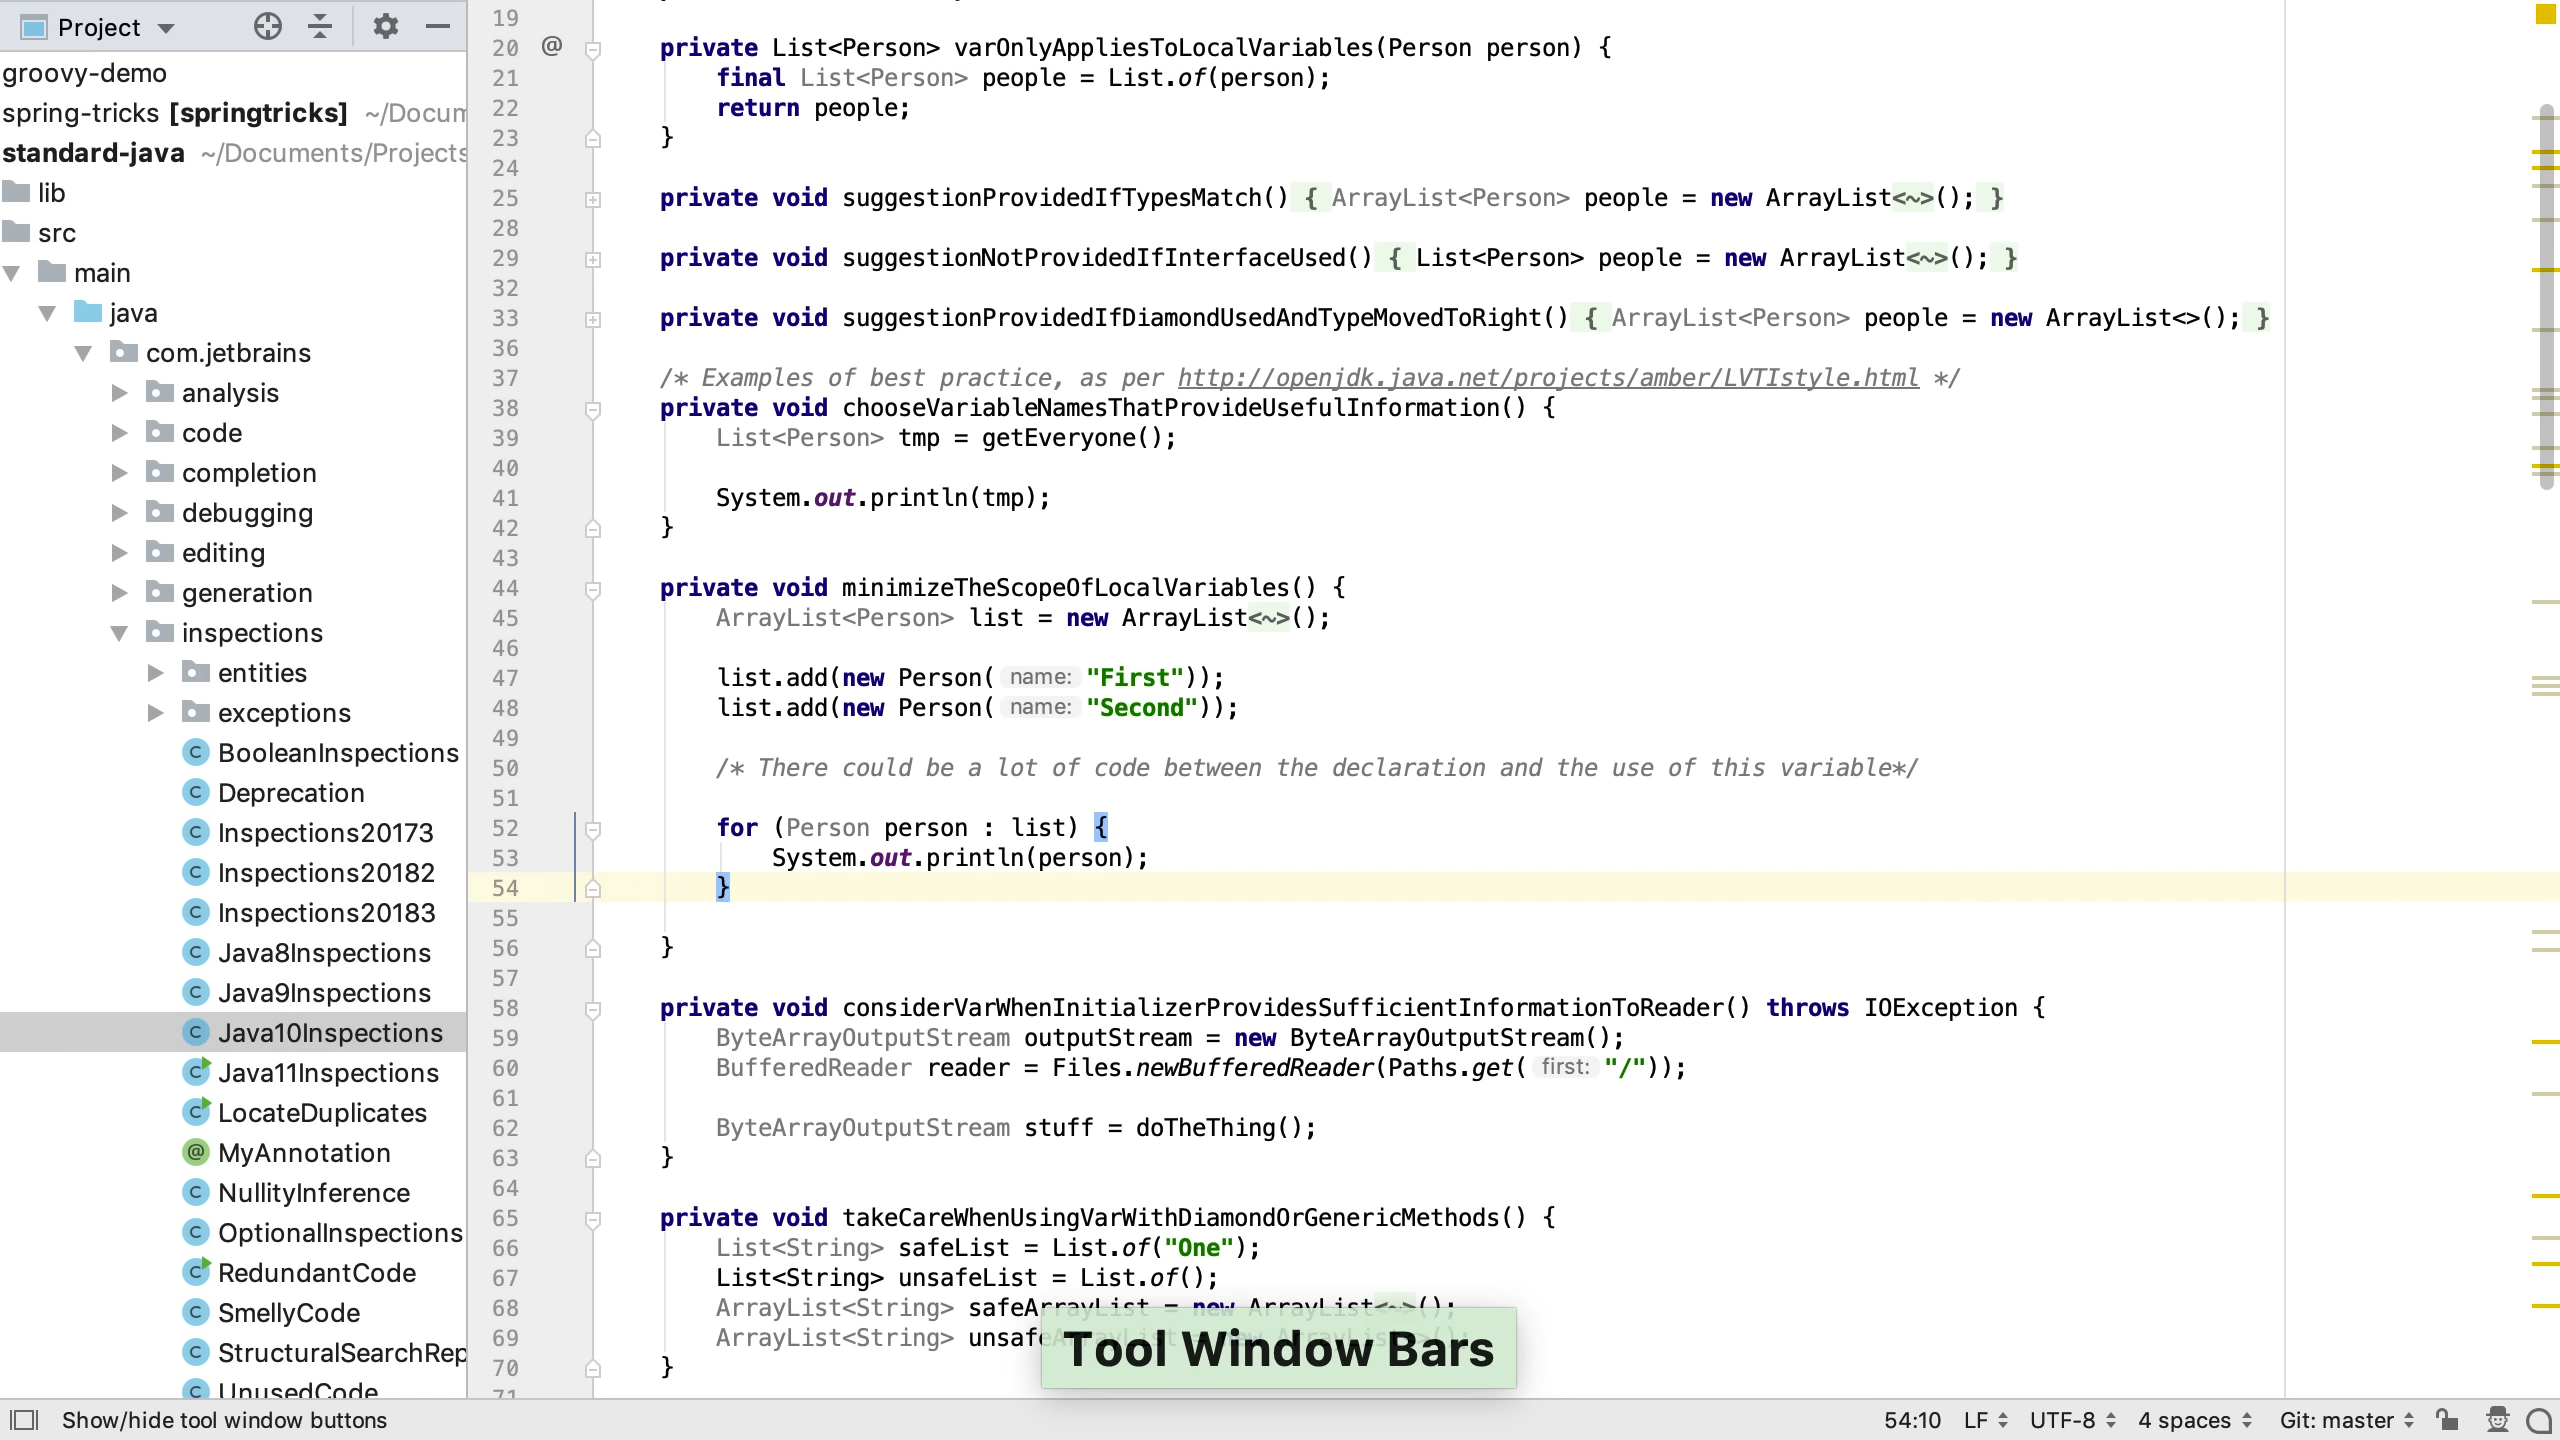 Project
groovy-demo
spring-tricks [springtricks] ~/Docum
standard-java ~/Documents/Projects
lib
src
main
java
com.jetbrains
analysis
code
completion
debugging
editing
generation
inspections
entities
exceptions
BooleanInspections
Deprecation
Inspections20173
Inspections20182
Inspections20183
Java8Inspections
Java9Inspections
Java10Inspections
Java11Inspections
LocateDuplicates
MyAnnotation
NullityInference
OptionalInspections
RedundantCode
SmellyCode
StructuralSearchRep
UnusedCode
19
20 @ private List<Person> varOnlyAppliesToLocalVariables(Person person) {
21 final List<Person> people = List.of(person);
22 return people;
23 }
24
25 private void suggestionProvidedIfTypesMatch() { ArrayList<Person> people = new ArrayList<~>(); }
28
29 private void suggestionNotProvidedIfInterfaceUsed() { List<Person> people = new ArrayList<~>(); }
32
33 private void suggestionProvidedIfDiamondUsedAndTypeMovedToRight() { ArrayList<Person> people = new ArrayList<>(); }
36
37 /* Examples of best practice, as per http://openjdk.java.net/projects/amber/LVTIstyle.html */
38 private void chooseVariableNamesThatProvideUsefulInformation() {
39 List<Person> tmp = getEveryone();
40
41 System.out.println(tmp);
42 }
43
44 private void minimizeTheScopeOfLocalVariables() {
45 ArrayList<Person> list = new ArrayList<~>();
46
47 list.add(new Person( name: "First"));
48 list.add(new Person( name: "Second"));
49
50 /* There could be a lot of code between the declaration and the use of this variable*/
51
52 for (Person person : list) {
53 System.out.println(person);
54 }
55
56 }
57
58 private void considerVarWhenInitializerProvidesSufficientInformationToReader() throws IOException {
59 ByteArrayOutputStream outputStream = new ByteArrayOutputStream();
60 BufferedReader reader = Files.newBufferedReader(Paths.get( first: "/"));
61
62 ByteArrayOutputStream stuff = doTheThing();
63 }
64
65 private void takeCareWhenUsingVarWithDiamondOrGenericMethods() {
66 List<String> safeList = List.of("One");
67 List<String> unsafeList = List.of();
68 ArrayList<String> safeArrayList = new ArrayList<~>();
69 ArrayList<String> unsafeArrayList = new ArrayList<>();
70 }
71
Tool Window Bars
Show/hide tool window buttons
54:10 LF UTF-8 4 spaces Git: master